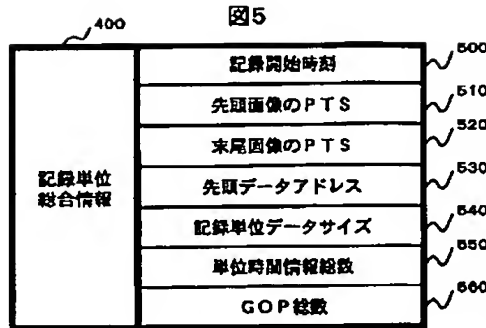 図5
400
記録単位
総合情報
記録開始時刻
500
先頭画像のPTS
510
末尾画像のPTS
520
先頭データアドレス
530
記録単位データサイズ
540
単位時間情報総数
550
GOP総数
560